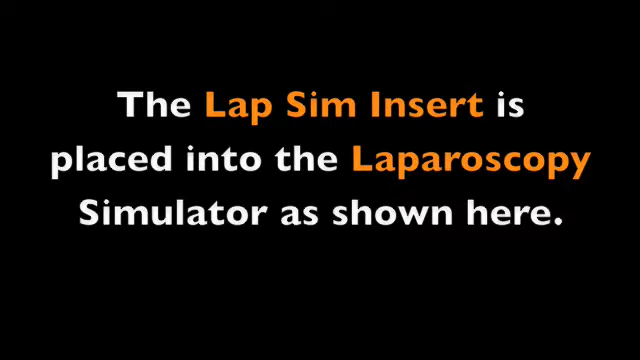 The Lap Sim Insert is
placed into the Laparoscopy
Simulator as shown here.